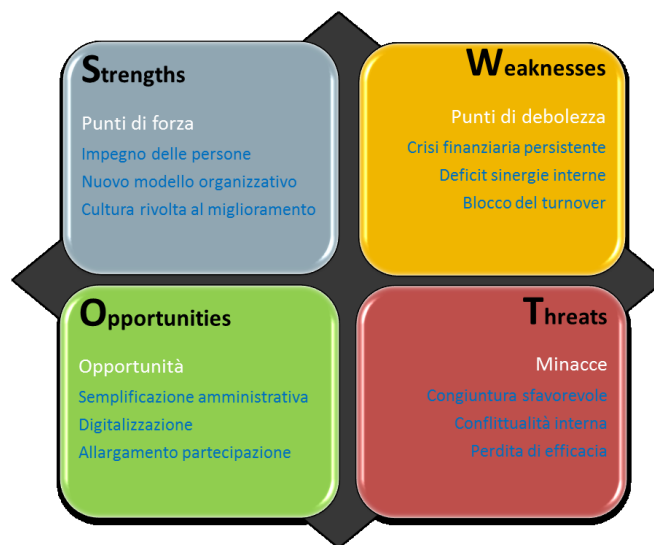 Strengths
Punti di forza
Impegno delle persone
Nuovo modello organizzativo
Cultura rivolta al miglioramento
Weaknesses
Punti di debolezza
Crisi finanziaria persistente
Deficit sinergie interne
Blocco del turnover
Opportunities
Opportunità
Semplificazione amministrativa
Digitalizzazione
Allargamento partecipazione
Threats
Minacce
Congiuntura sfavorevole
Conflittualità interna
Perdita di efficacia